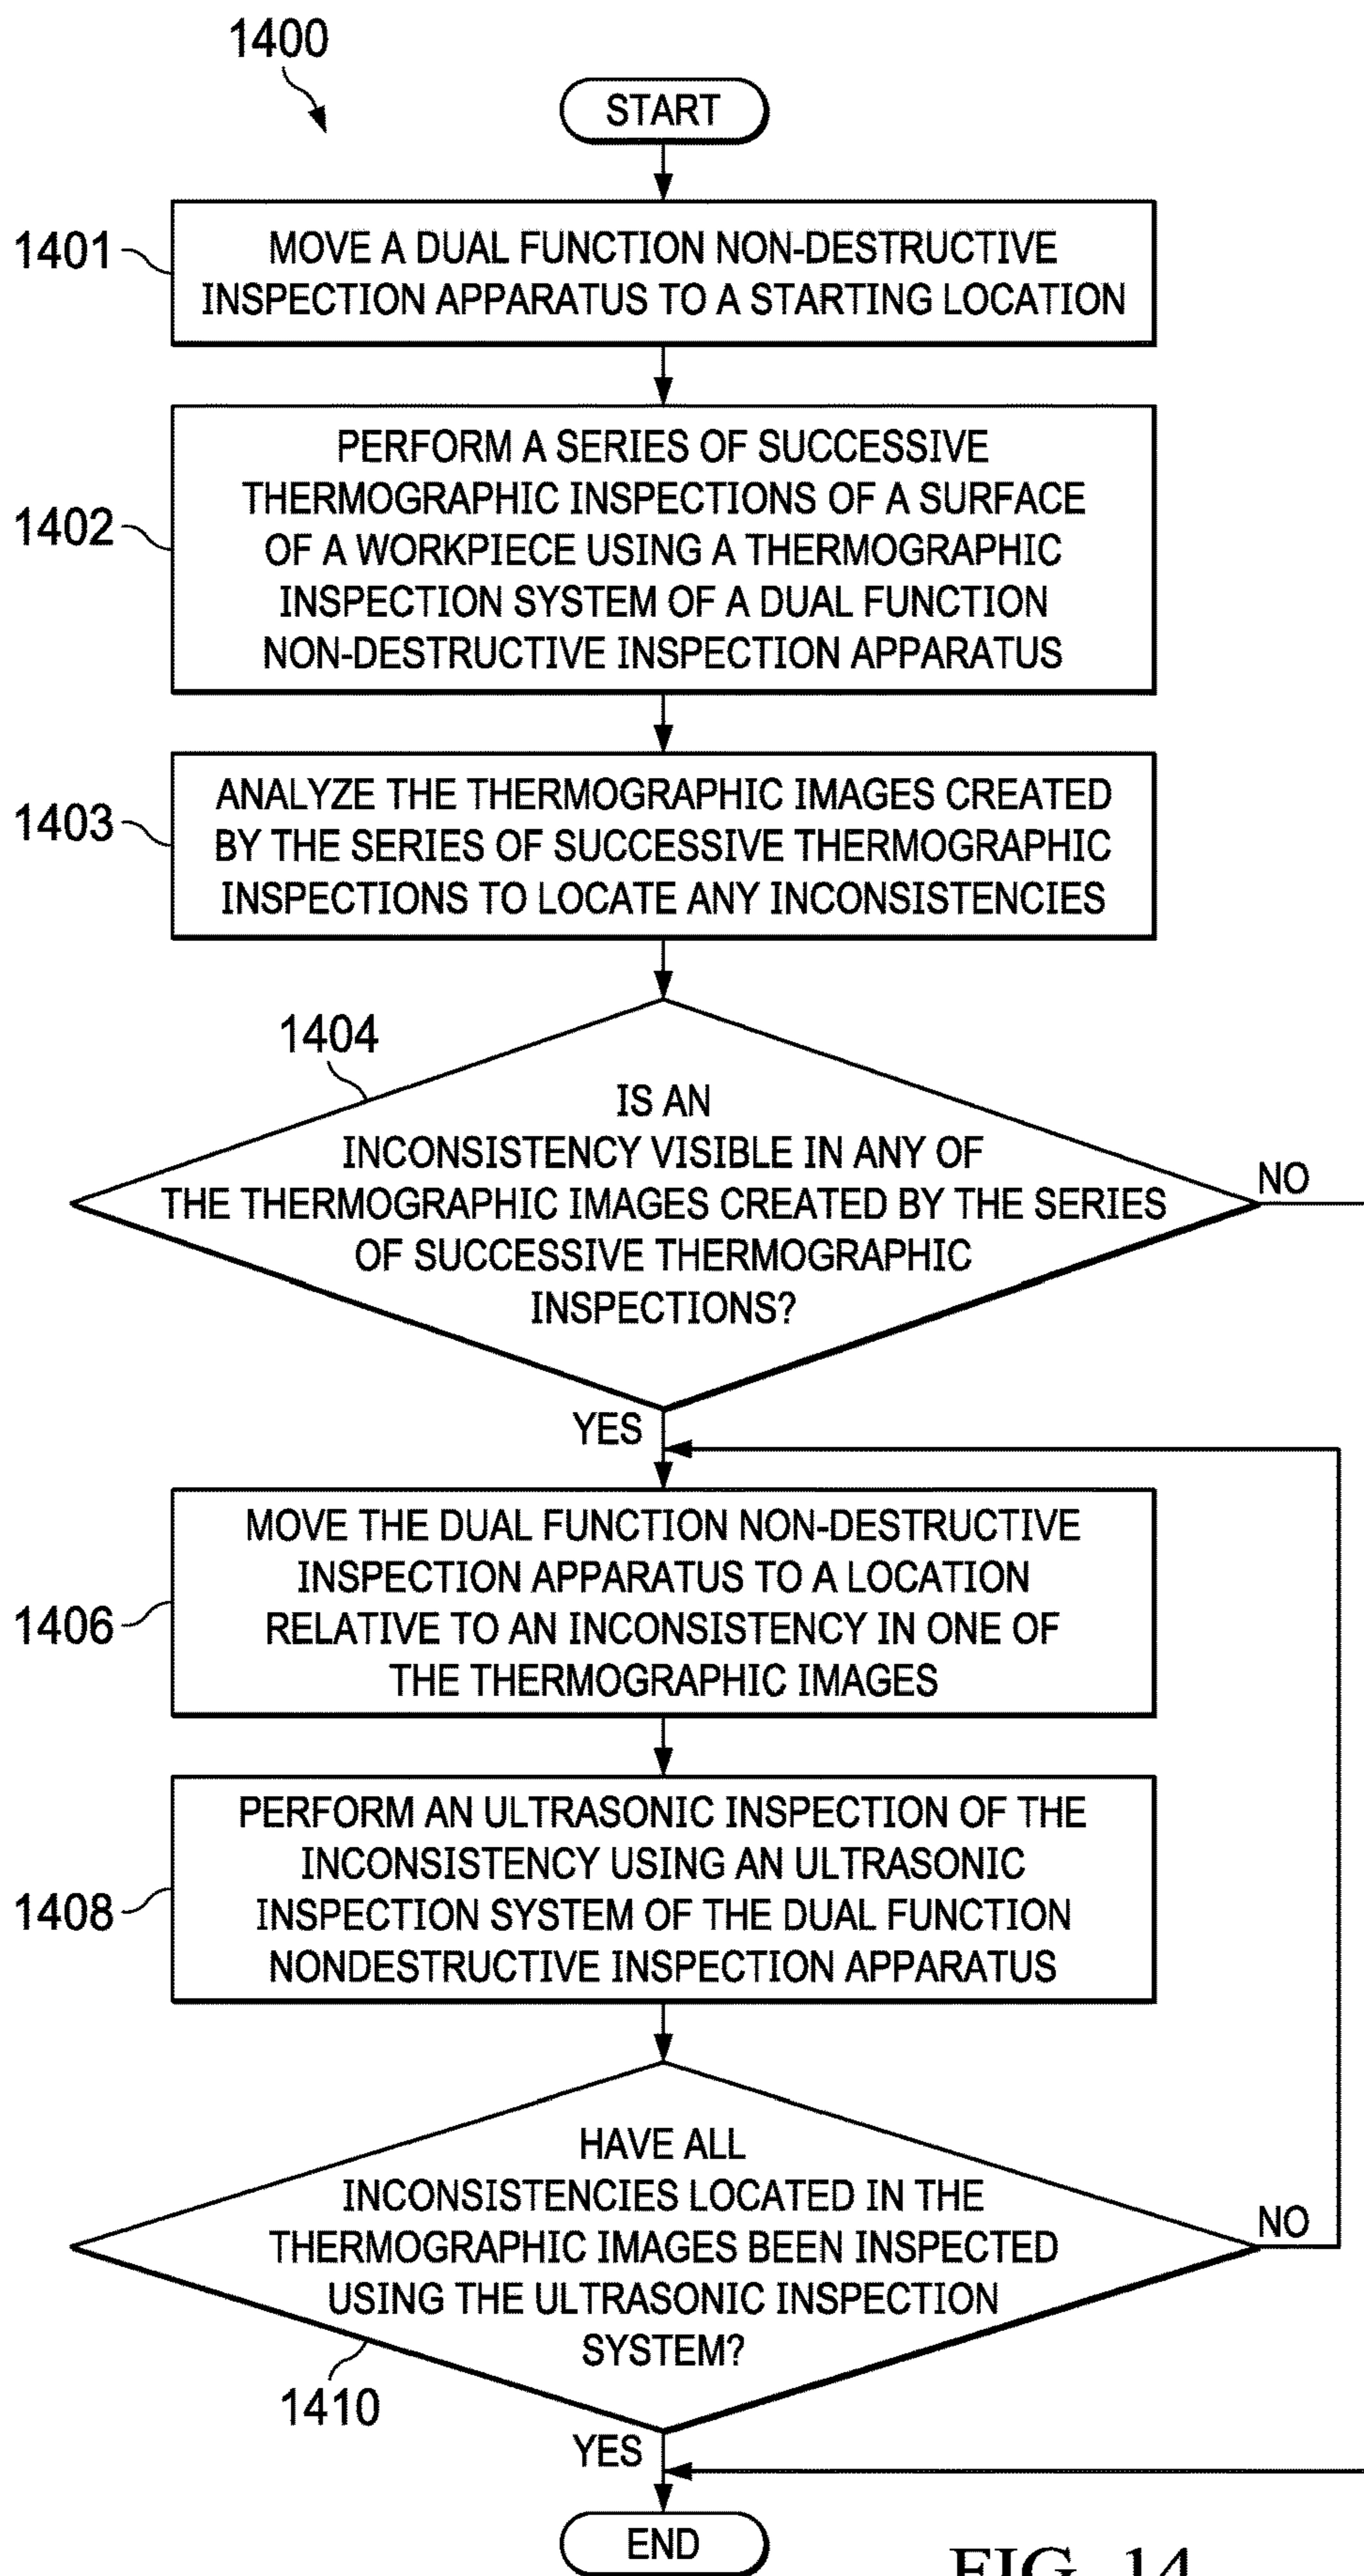 1400
START
1401
MOVE A DUAL FUNCTION NON-DESTRUCTIVE
INSPECTION APPARATUS TO A STARTING LOCATION
1402
PERFORM A SERIES OF SUCCESSIVE
THERMOGRAPHIC INSPECTIONS OF A SURFACE
OF A WORKPIECE USING A THERMOGRAPHIC
INSPECTION SYSTEM OF A DUAL FUNCTION
NON-DESTRUCTIVE INSPECTION APPARATUS
1403
ANALYZE THE THERMOGRAPHIC IMAGES CREATED
BY THE SERIES OF SUCCESSIVE THERMOGRAPHIC
INSPECTIONS TO LOCATE ANY INCONSISTENCIES
1404
IS AN
INCONSISTENCY VISIBLE IN ANY OF
THE THERMOGRAPHIC IMAGES CREATED BY THE SERIES
OF SUCCESSIVE THERMOGRAPHIC
INSPECTIONS?
NO
YES
1406
MOVE THE DUAL FUNCTION NON-DESTRUCTIVE
INSPECTION APPARATUS TO A LOCATION
RELATIVE TO AN INCONSISTENCY IN ONE OF
THE THERMOGRAPHIC IMAGES
1408
PERFORM AN ULTRASONIC INSPECTION OF THE
INCONSISTENCY USING AN ULTRASONIC
INSPECTION SYSTEM OF THE DUAL FUNCTION
NONDESTRUCTIVE INSPECTION APPARATUS
HAVE ALL
INCONSISTENCIES LOCATED IN THE
THERMOGRAPHIC IMAGES BEEN INSPECTED
USING THE ULTRASONIC INSPECTION
SYSTEM?
NO
1410
YES
END
FIG. 14